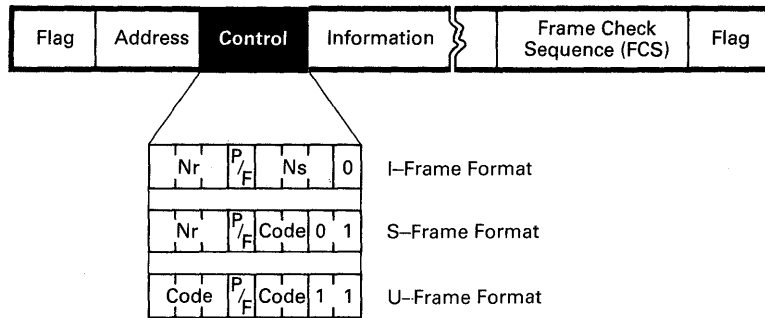 Flag Address Control Information Frame Check Sequence (FCS) Flag
Nr P/F Ns 0 I–Frame Format
Nr P/F Code 0 1 S–Frame Format
Code P/F Code 1 1 U–Frame Format